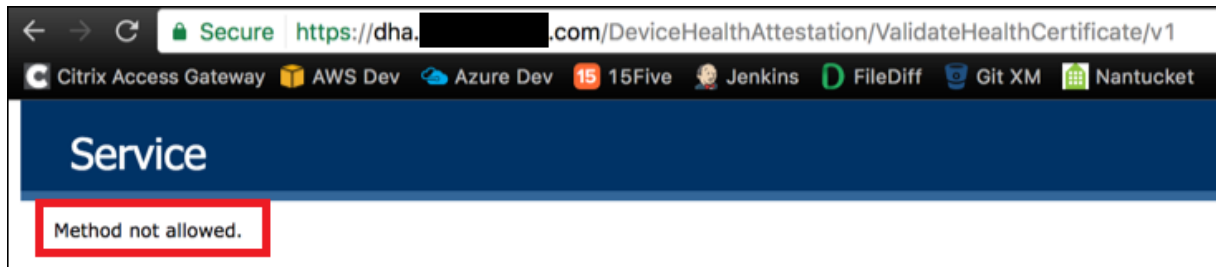 Secure https://dha. .com/DeviceHealthAttestation/ValidateHealthCertificate/v1
C Citrix Access Gateway AWS Dev Azure Dev 15 15Five Jenkins D FileDiff Git XM Nantucket
Service
Method not allowed.